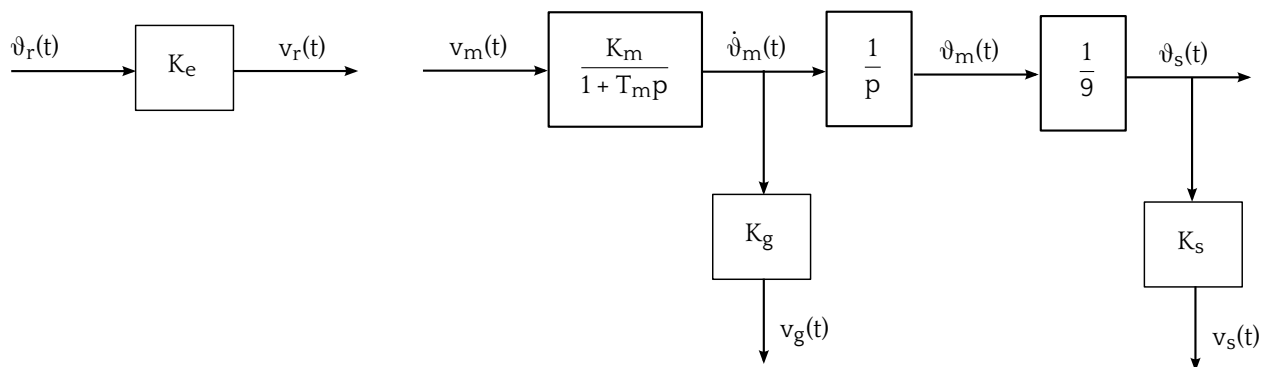 ϑr(t)
Ke
vr(t)
vm(t)
Km
1 + Tmp
ϑ̇m(t)
1
p
ϑm(t)
1
9
ϑs(t)
Kg
Ks
vg(t)
vs(t)